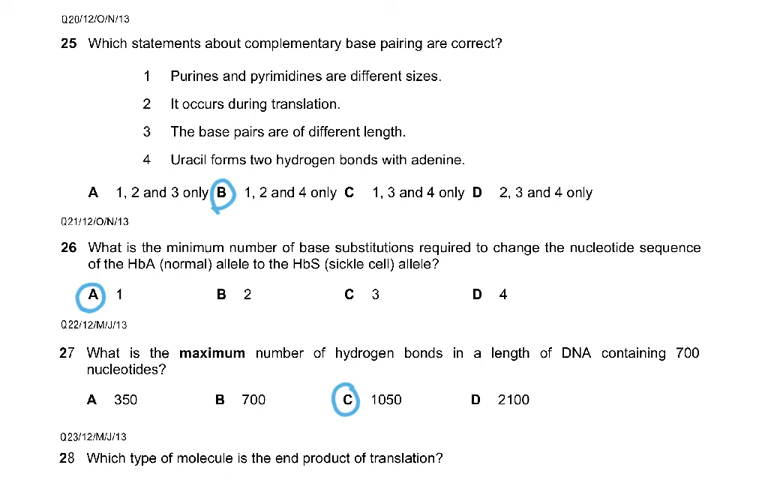 Q20/12/O/N/13
25 Which statements about complementary base pairing are correct?
1 Purines and pyrimidines are different sizes.
2 It occurs during translation.
3 The base pairs are of different length.
4 Uracil forms two hydrogen bonds with adenine.
A 1, 2 and 3 only B 1, 2 and 4 only C 1, 3 and 4 only D 2, 3 and 4 only
Q21/12/O/N/13
26 What is the minimum number of base substitutions required to change the nucleotide sequence
of the HbA (normal) allele to the HbS (sickle cell) allele?
A 1 B 2 C 3 D 4
Q22/12/M/J/13
27 What is the maximum number of hydrogen bonds in a length of DNA containing 700
nucleotides?
A 350 B 700 C 1050 D 2100
Q23/12/M/J/13
28 Which type of molecule is the end product of translation?